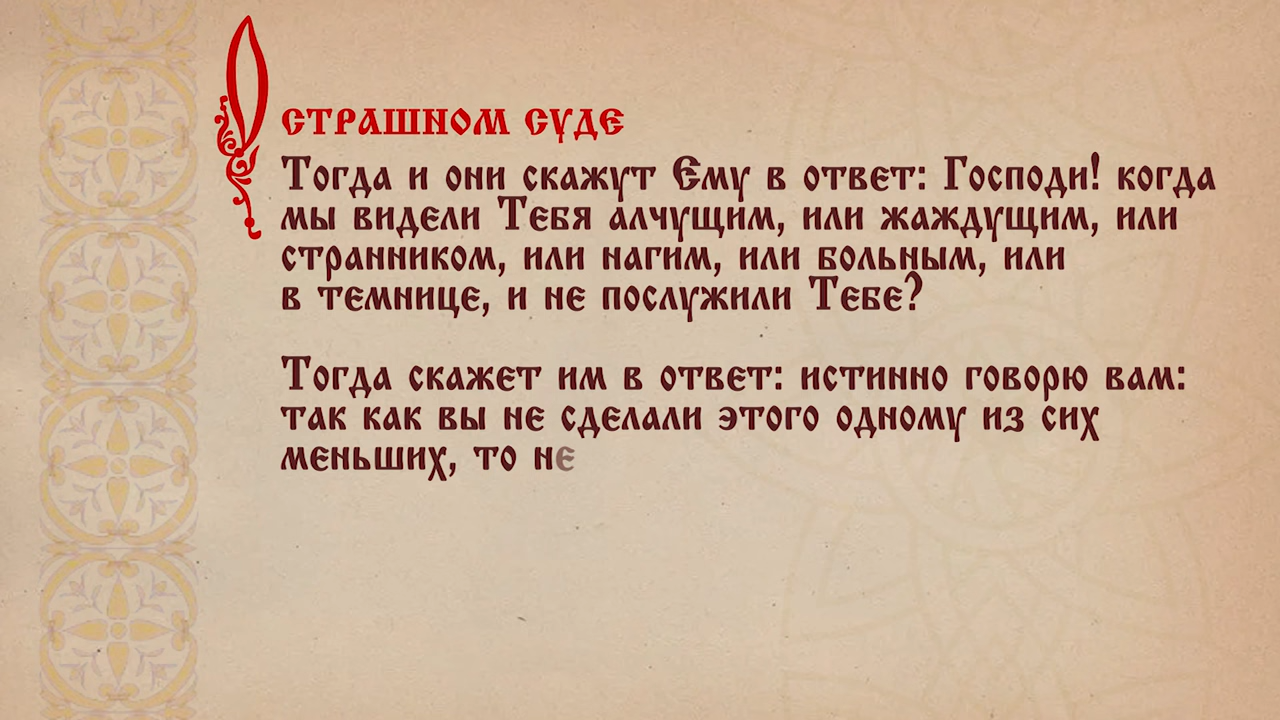 О СТРАШНОМ СУДЕ
Тогда и они скажут Ему в ответ: Господи! когда
мы видели Тебя алчущим, или жаждущим, или
странником, или нагим, или больным, или
в темнице, и не послужили Тебе?
Тогда скажет им в ответ: истинно говорю вам:
так как вы не сделали этого одному из сих
меньших, то не